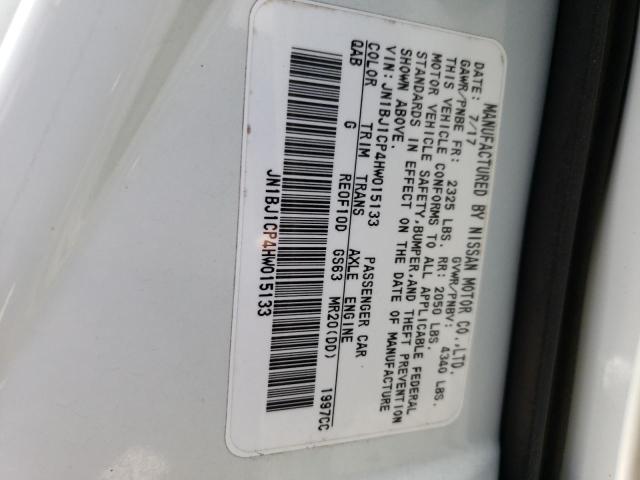 MANUFACTURED BY NISSAN MOTOR CO.,LTD.
DATE: 7/17 GVWR/PNBV: 4340 LBS.
GAWR/PNBE FR: 2325 LBS. RR: 2050 LBS.
THIS VEHICLE CONFORMS TO ALL APPLICABLE FEDERAL
MOTOR VEHICLE SAFETY,BUMPER,AND THEFT PREVENTION
STANDARDS IN EFFECT ON THE DATE OF MANUFACTURE
SHOWN ABOVE.
VIN:JN1BJ1CP4HW015133 PASSENGER CAR
COLOR TRIM TRANS AXLE ENGINE
QAB G RE0F10D GS63 MR20(DD) 1997CC
JN1BJ1CP4HW015133